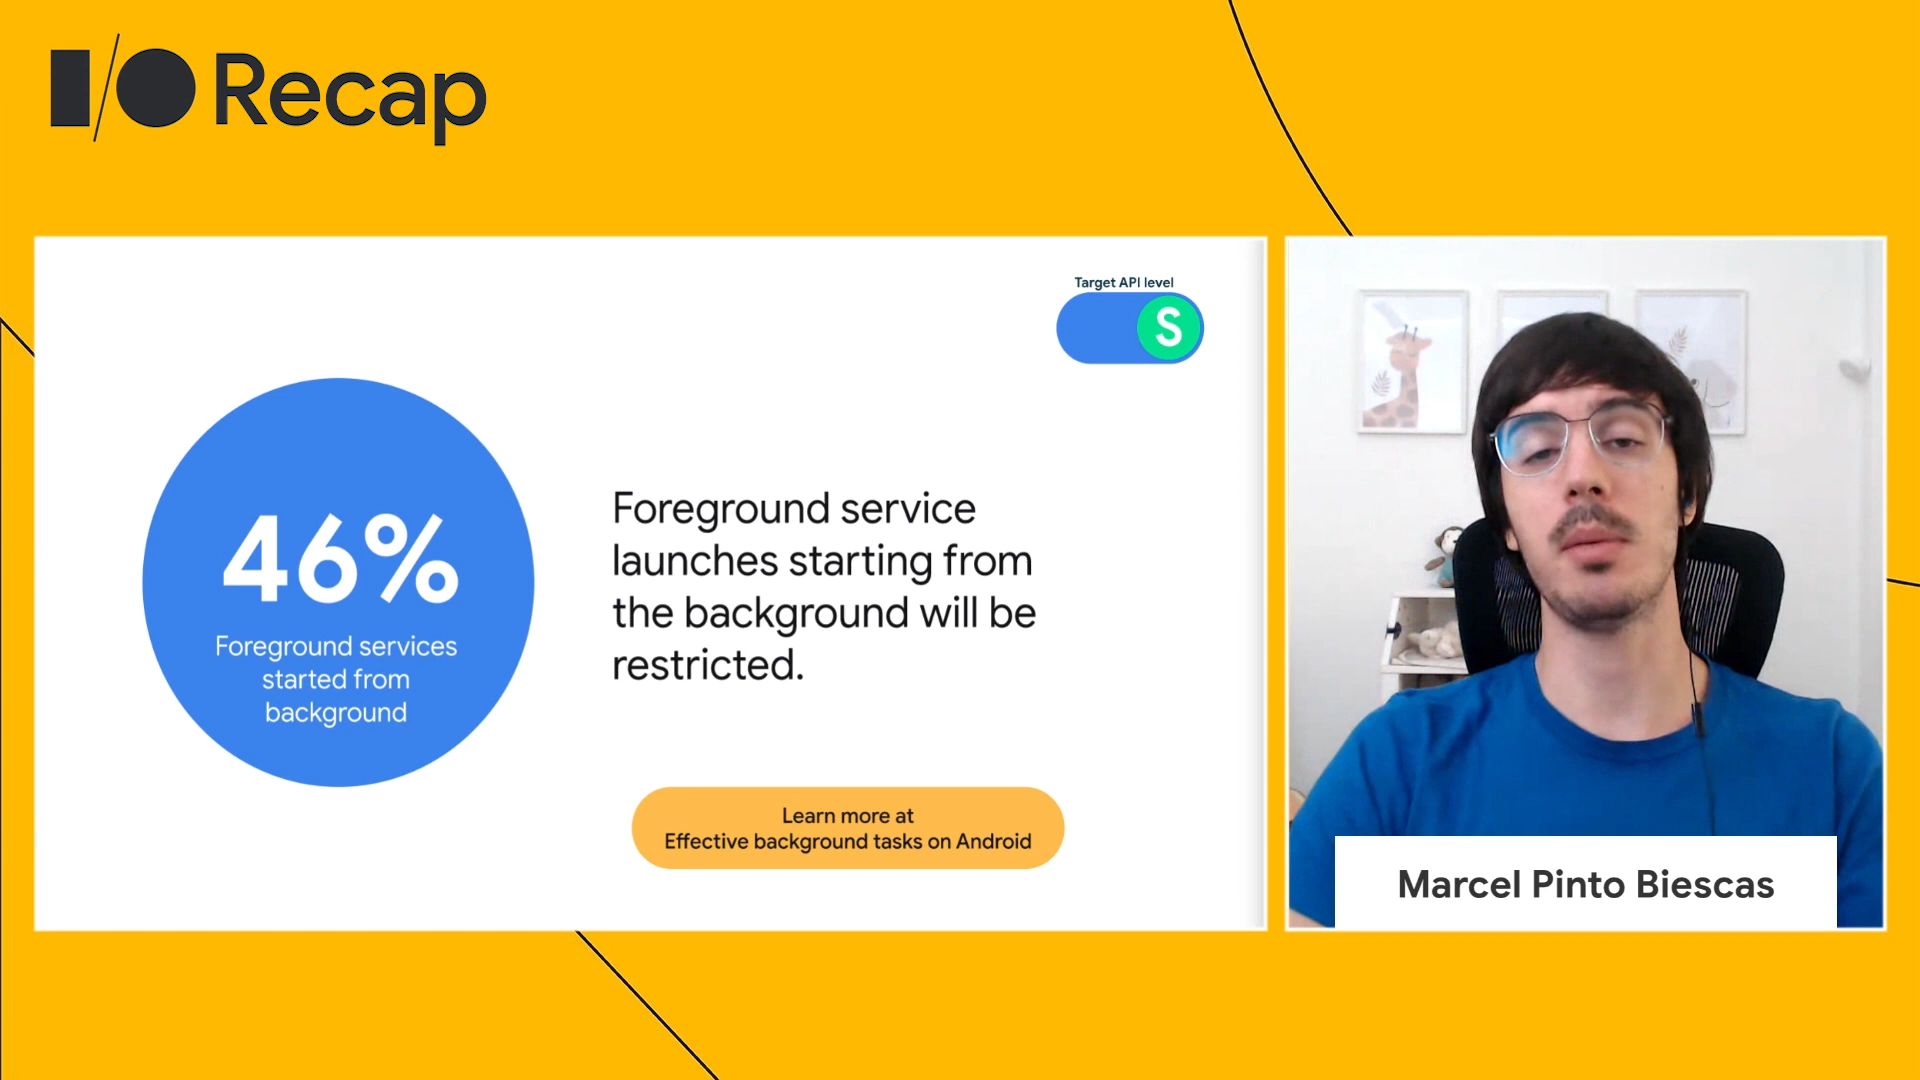 I/O Recap
Target API level
S
46%
Foreground services
started from
background
Foreground service
launches starting from
the background will be
restricted.
Learn more at
Effective background tasks on Android
Marcel Pinto Biescas